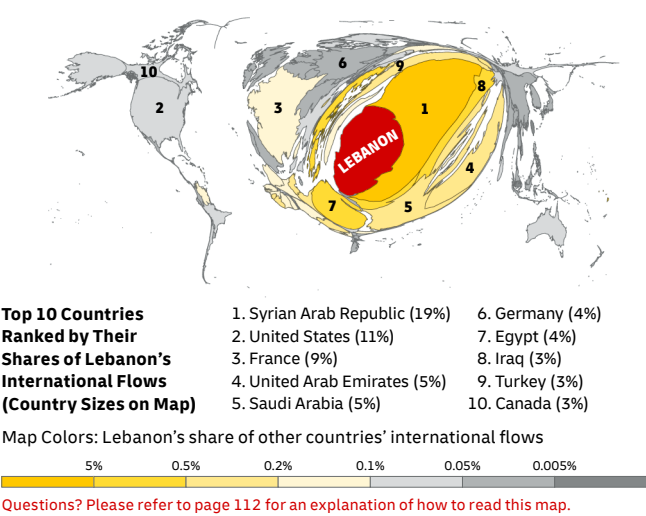 10
6
9
2
3
1
8
LEBANON
4
7
5
Top 10 Countries
Ranked by Their
Shares of Lebanon's
International Flows
(Country Sizes on Map)
1. Syrian Arab Republic (19%)
2. United States (11%)
3. France (9%)
4. United Arab Emirates (5%)
5. Saudi Arabia (5%)
6. Germany (4%)
7. Egypt (4%)
8. Iraq (3%)
9. Turkey (3%)
10. Canada (3%)
Map Colors: Lebanon's share of other countries' international flows
5% 0.5% 0.2% 0.1% 0.05% 0.005%
Questions? Please refer to page 112 for an explanation of how to read this map.